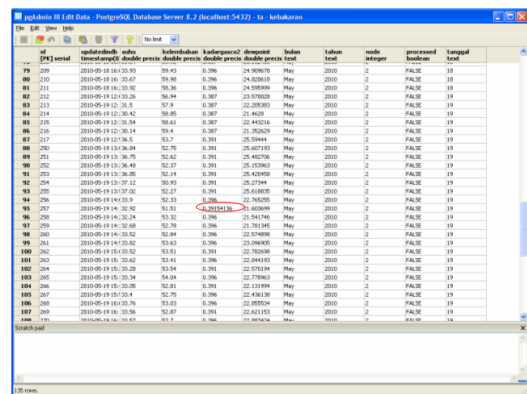 pgAdmin III Edit Data - PostgreSQL Database Server 8.2 (localhost:5432) - ta - kebakaran
File Edit View Help
No limit
id updatedindb suhu kelembaban kadargasco2 dewpoint bulan tahun node processed tanggal
[PK] serial timestamp(0 double precis double precis double precis double precis text text integer boolean text
79 209 2010-05-18 16:( 33.93 59.43 0.396 24.909678 May 2010 2 FALSE 18
80 210 2010-05-18 16: 33.67 59.98 0.396 24.820618 May 2010 2 FALSE 18
81 211 2010-05-18 16: 33.92 58.36 0.396 24.595999 May 2010 2 FALSE 18
82 212 2010-05-19 12:( 33.26 56.94 0.387 23.570028 May 2010 2 FALSE 19
83 213 2010-05-19 12: 31.5 57.9 0.387 22.205383 May 2010 2 FALSE 19
84 214 2010-05-19 12: 30.42 58.85 0.387 21.4628 May 2010 2 FALSE 19
85 215 2010-05-19 12: 31.54 58.61 0.387 22.443216 May 2010 2 FALSE 19
86 216 2010-05-19 12: 30.14 59.4 0.387 21.352629 May 2010 2 FALSE 19
87 217 2010-05-19 12: 36.5 53.7 0.391 25.59444 May 2010 2 FALSE 19
88 250 2010-05-19 13:( 36.84 52.75 0.391 25.607193 May 2010 2 FALSE 19
89 251 2010-05-19 13: 36.75 52.62 0.391 25.482706 May 2010 2 FALSE 19
90 252 2010-05-19 13: 36.48 52.37 0.391 25.153963 May 2010 2 FALSE 19
91 253 2010-05-19 13: 36.85 52.14 0.391 25.420458 May 2010 2 FALSE 19
92 254 2010-05-19 13: 37.12 50.93 0.391 25.27344 May 2010 2 FALSE 19
93 255 2010-05-19 13: 37.02 52.27 0.391 25.618835 May 2010 2 FALSE 19
94 256 2010-05-19 14:( 33.9 52.33 0.396 22.765255 May 2010 2 FALSE 19
95 257 2010-05-19 14: 32.92 51.51 0.39154136 21.603699 May 2010 2 FALSE 19
96 258 2010-05-19 14: 32.24 53.32 0.396 21.541746 May 2010 2 FALSE 19
97 259 2010-05-19 14: 32.68 52.78 0.396 21.781345 May 2010 2 FALSE 19
98 260 2010-05-19 14: 33.52 52.84 0.396 22.574898 May 2010 2 FALSE 19
99 261 2010-05-19 14: 33.82 53.63 0.396 23.096905 May 2010 2 FALSE 19
100 262 2010-05-19 15:( 33.52 53.51 0.391 22.782698 May 2010 2 FALSE 19
101 263 2010-05-19 15: 33.62 53.41 0.391 22.844193 May 2010 2 FALSE 19
102 264 2010-05-19 15: 33.28 53.54 0.391 22.570194 May 2010 2 FALSE 19
103 265 2010-05-19 15: 33.34 54.04 0.396 22.778963 May 2010 2 FALSE 19
104 266 2010-05-19 15: 33.05 52.81 0.391 22.131994 May 2010 2 FALSE 19
105 267 2010-05-19 15: 33.4 52.75 0.396 22.436138 May 2010 2 FALSE 19
106 268 2010-05-19 16:( 33.76 53.03 0.396 22.855534 May 2010 2 FALSE 19
107 269 2010-05-19 16: 33.56 52.87 0.391 22.621153 May 2010 2 FALSE 19
Scratch pad
135 rows.